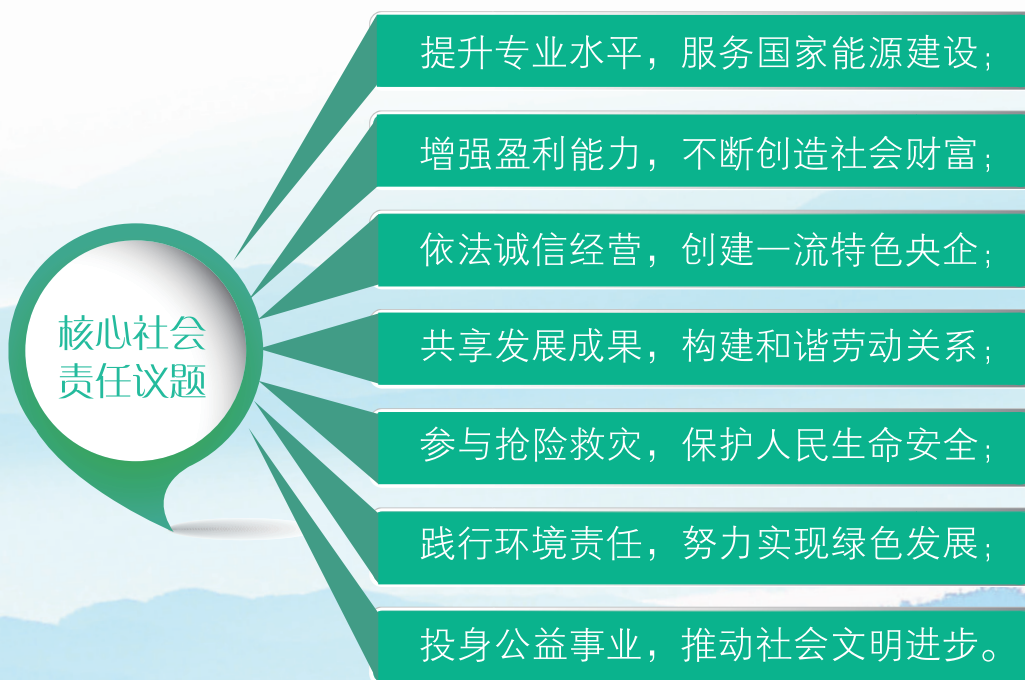 核心社会
责任议题
提升专业水平，服务国家能源建设；
增强盈利能力，不断创造社会财富；
依法诚信经营，创建一流特色央企；
共享发展成果，构建和谐劳动关系；
参与抢险救灾，保护人民生命安全；
践行环境责任，努力实现绿色发展；
投身公益事业，推动社会文明进步。